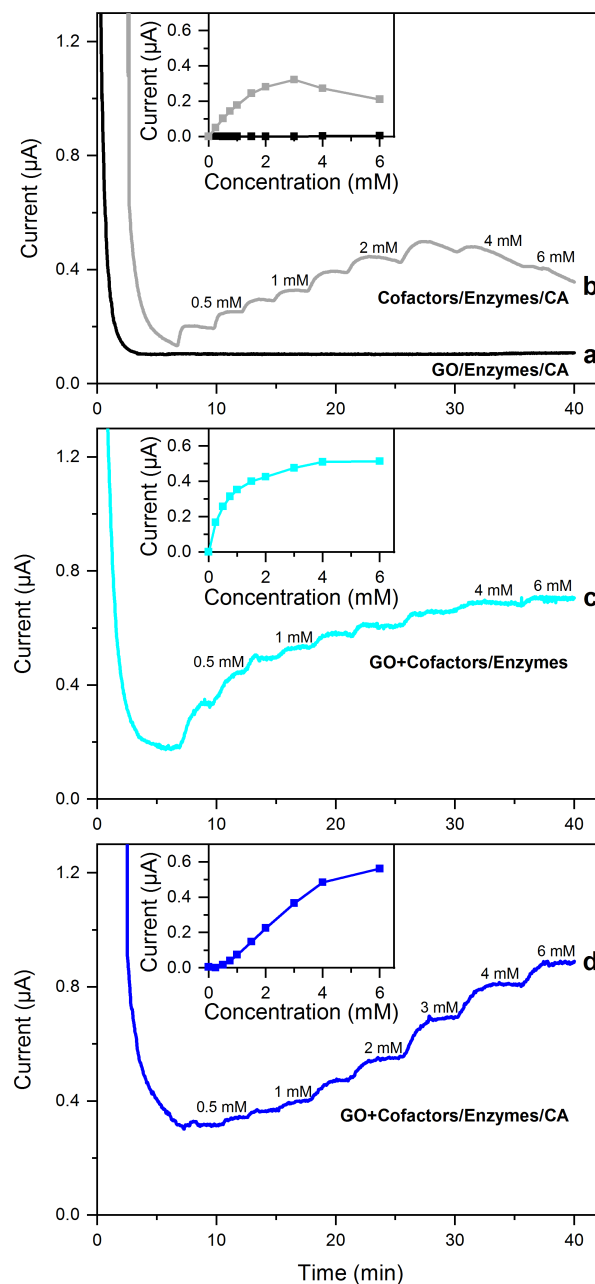 1.2
0.8
0.4
0.0
Current (µA)
0.6
0.4
0.2
0.0
Current (µA)
0 2 4 6
Concentration (mM)
0.5 mM
1 mM
2 mM
4 mM
6 mM
b
Cofactors/Enzymes/CA
a
GO/Enzymes/CA
0 10 20 30 40
1.2
0.8
0.4
0.0
Current (µA)
0.6
0.4
0.2
0.0
Current (µA)
0 2 4 6
Concentration (mM)
0.5 mM
1 mM
4 mM
6 mM
c
GO+Cofactors/Enzymes
0 10 20 30 40
1.2
0.8
0.4
0.0
Current (µA)
0.6
0.4
0.2
0.0
Current (µA)
0 2 4 6
Concentration (mM)
0.5 mM
1 mM
2 mM
3 mM
4 mM
6 mM
d
GO+Cofactors/Enzymes/CA
0 10 20 30 40
Time (min)